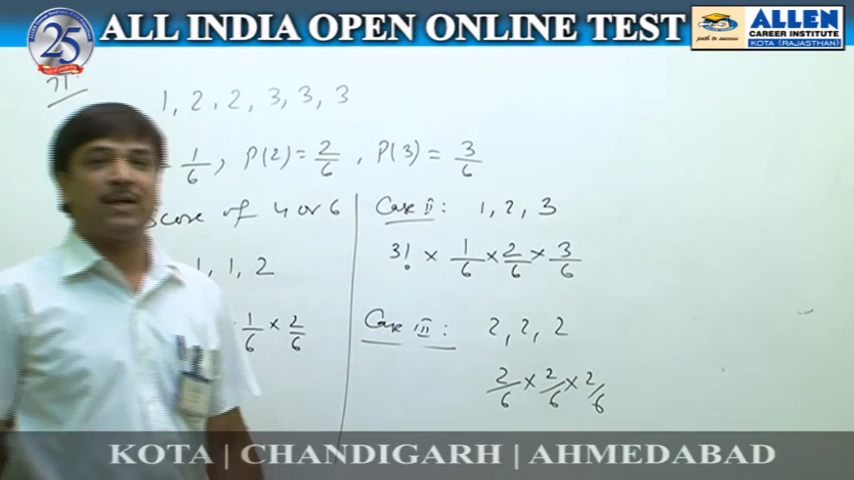 ALL INDIA OPEN ONLINE TEST
25
path to success
ALLEN
CAREER INSTITUTE
KOTA (RAJASTHAN)
1, 2, 2, 3, 3, 3
1/6, P(2) = 2/6, P(3) = 3/6
score of 4 or 6
1, 1, 2
1/6 × 2/6
Case ii : 1, 2, 3
3! × 1/6 × 2/6 × 3/6
Case iii : 2, 2, 2
2/6 × 2/6 × 2/6
KOTA | CHANDIGARH | AHMEDABAD